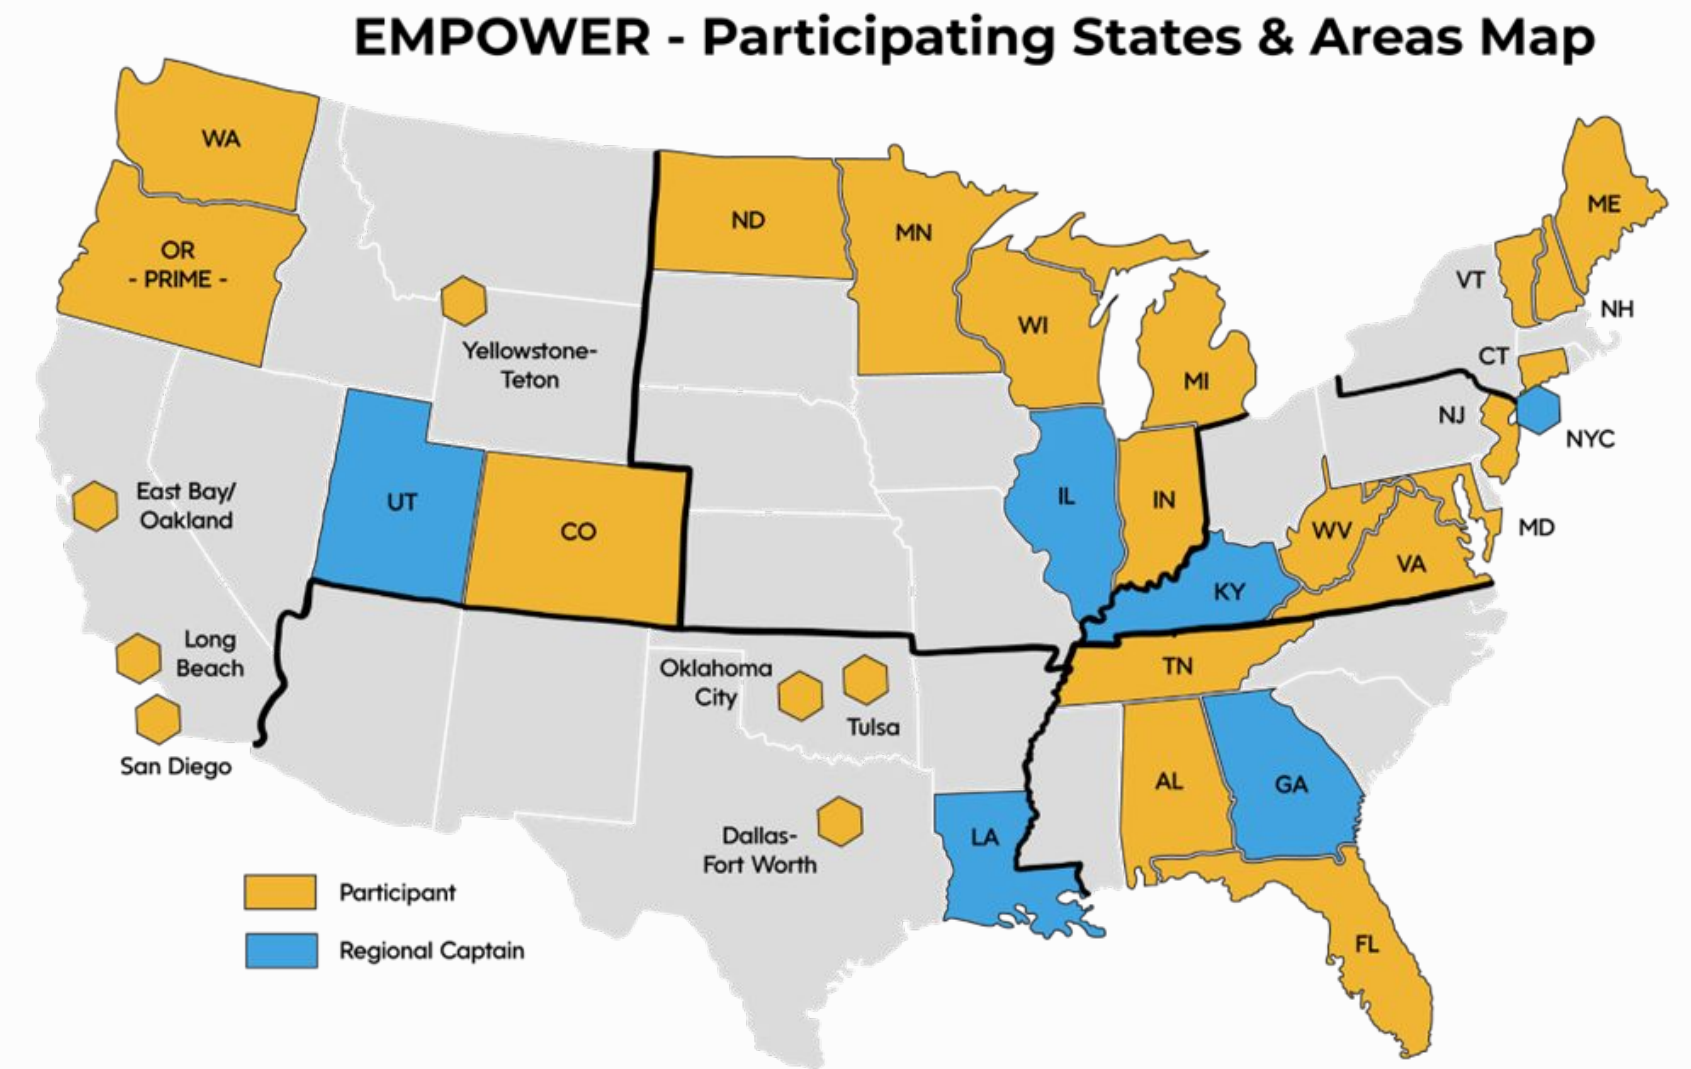 EMPOWER - Participating States & Areas Map
WA
OR
- PRIME -
ND
MN
WI
MI
ME
VT
NH
CT
NJ
NYC
Yellowstone-
Teton
East Bay/
Oakland
UT
CO
IL
IN
WV
MD
VA
KY
Long
Beach
San Diego
Oklahoma
City
Tulsa
TN
Dallas-
Fort Worth
LA
AL
GA
FL
Participant
Regional Captain